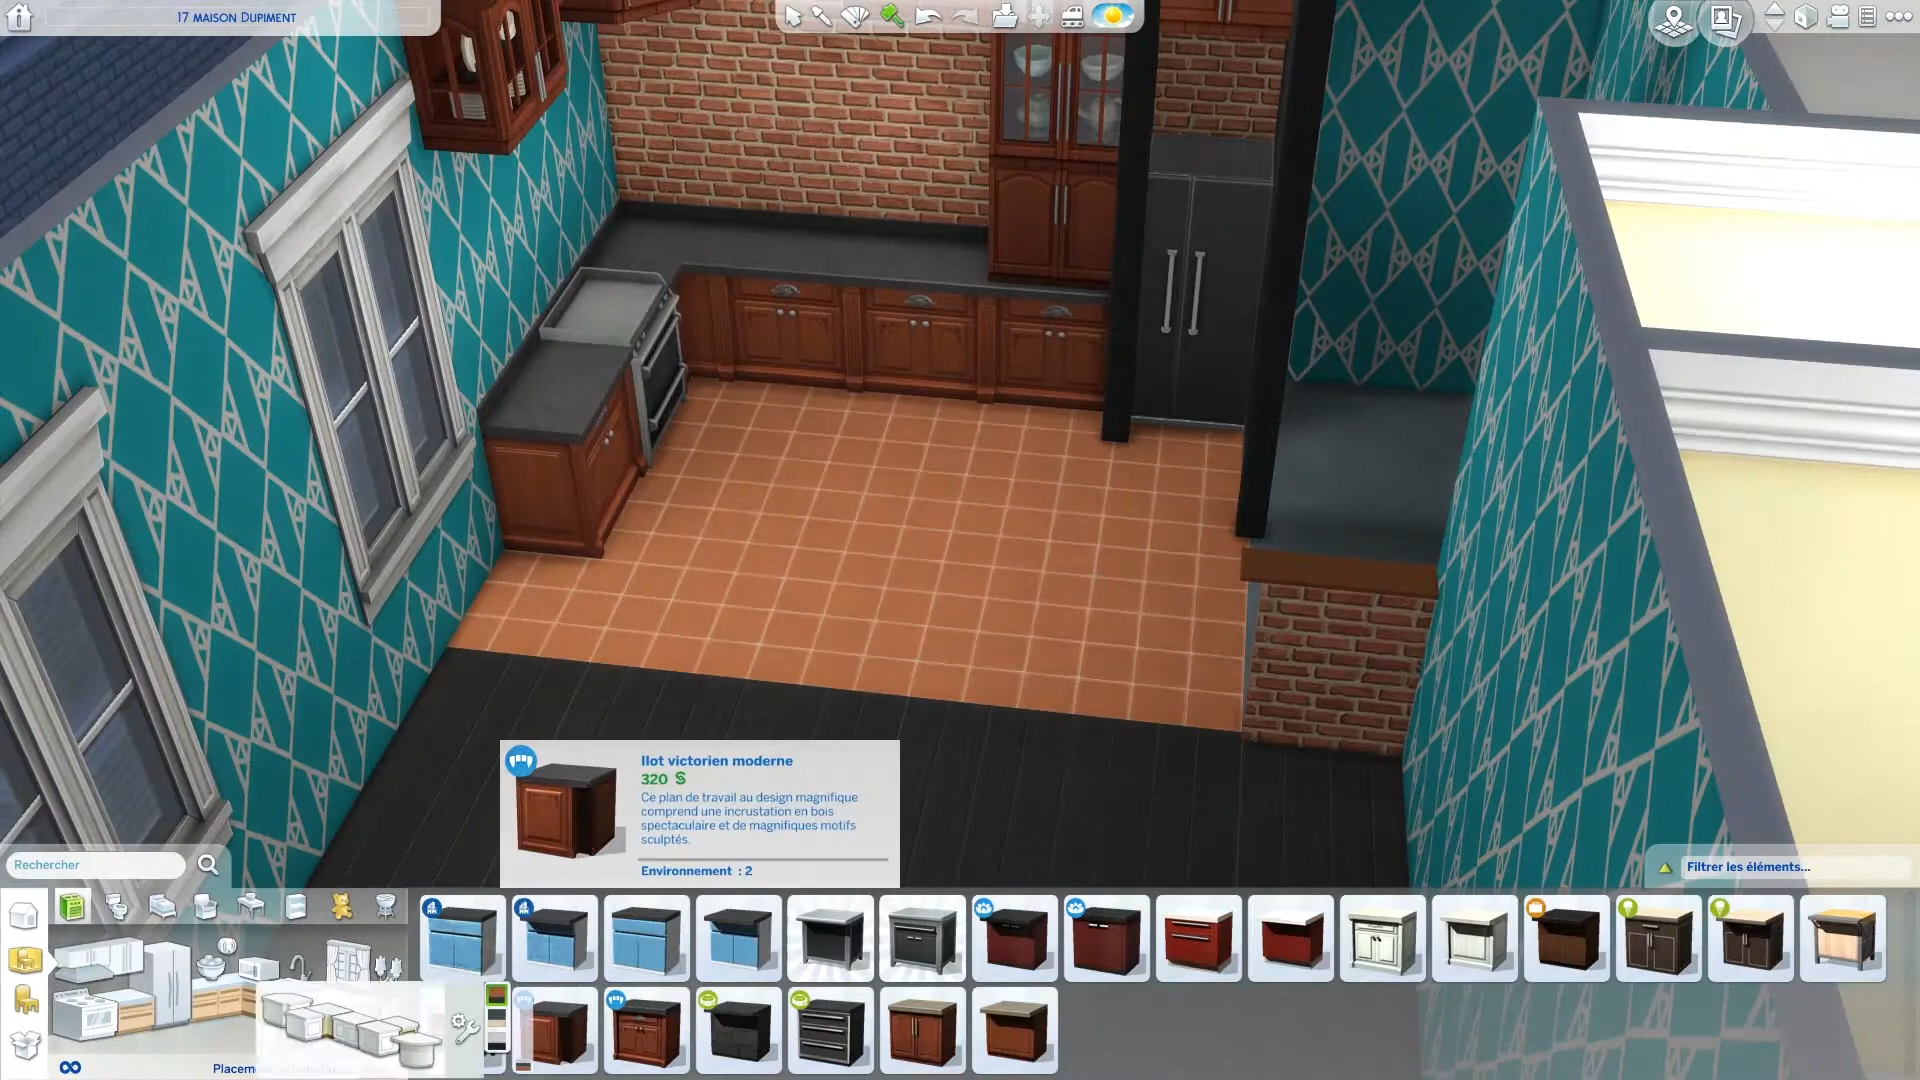 17 MAISON DUPIMENT
Ilot victorien moderne
320 §
Ce plan de travail au design magnifique
comprend une incrustation en bois
spectaculaire et de magnifiques motifs
sculptés.
Environnement : 2
Rechercher
Filtrer les éléments...